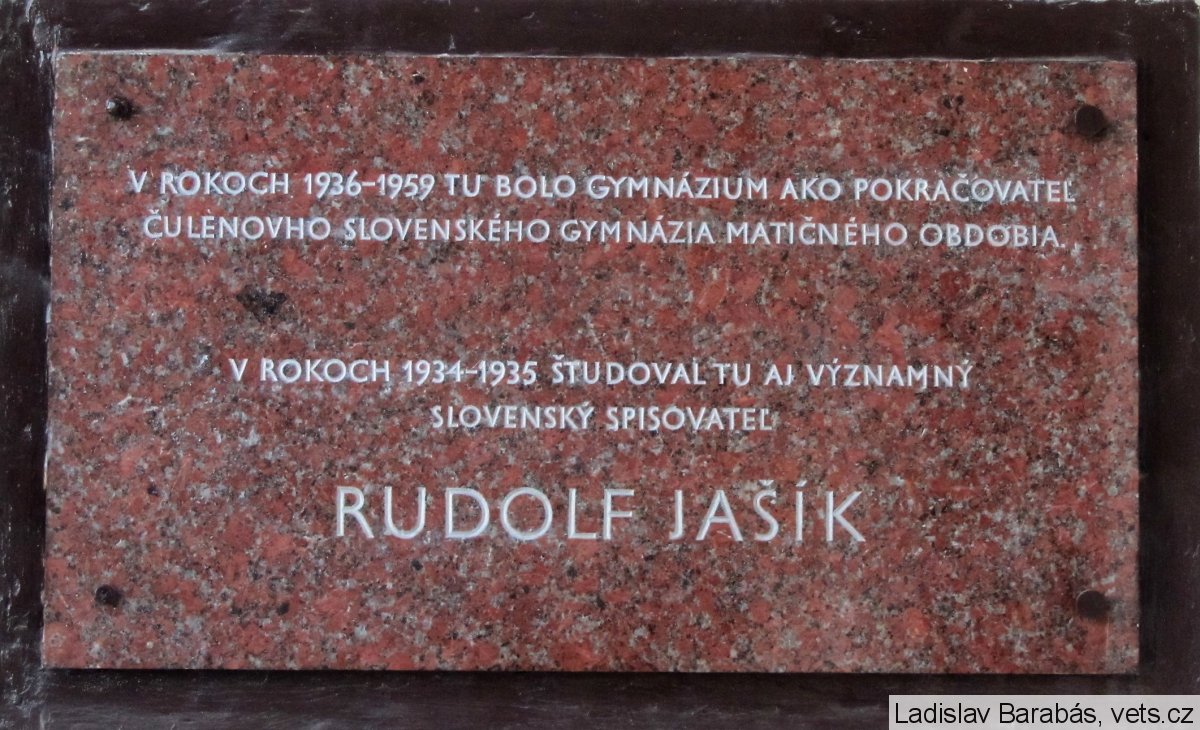 V ROKOCH 1936-1959 TU BOLO GYMNÁZIUM AKO POKRAČOVATEĽ
ČULENOVHO SLOVENSKÉHO GYMNÁZIA MATIČNÉHO OBDOBIA.
V ROKOCH 1934-1935 ŠTUDOVAL TU AJ VÝZNAMNÝ
SLOVENSKÝ SPISOVATEĽ
RUDOLF JAŠÍK
Ladislav Barabás, vets.cz